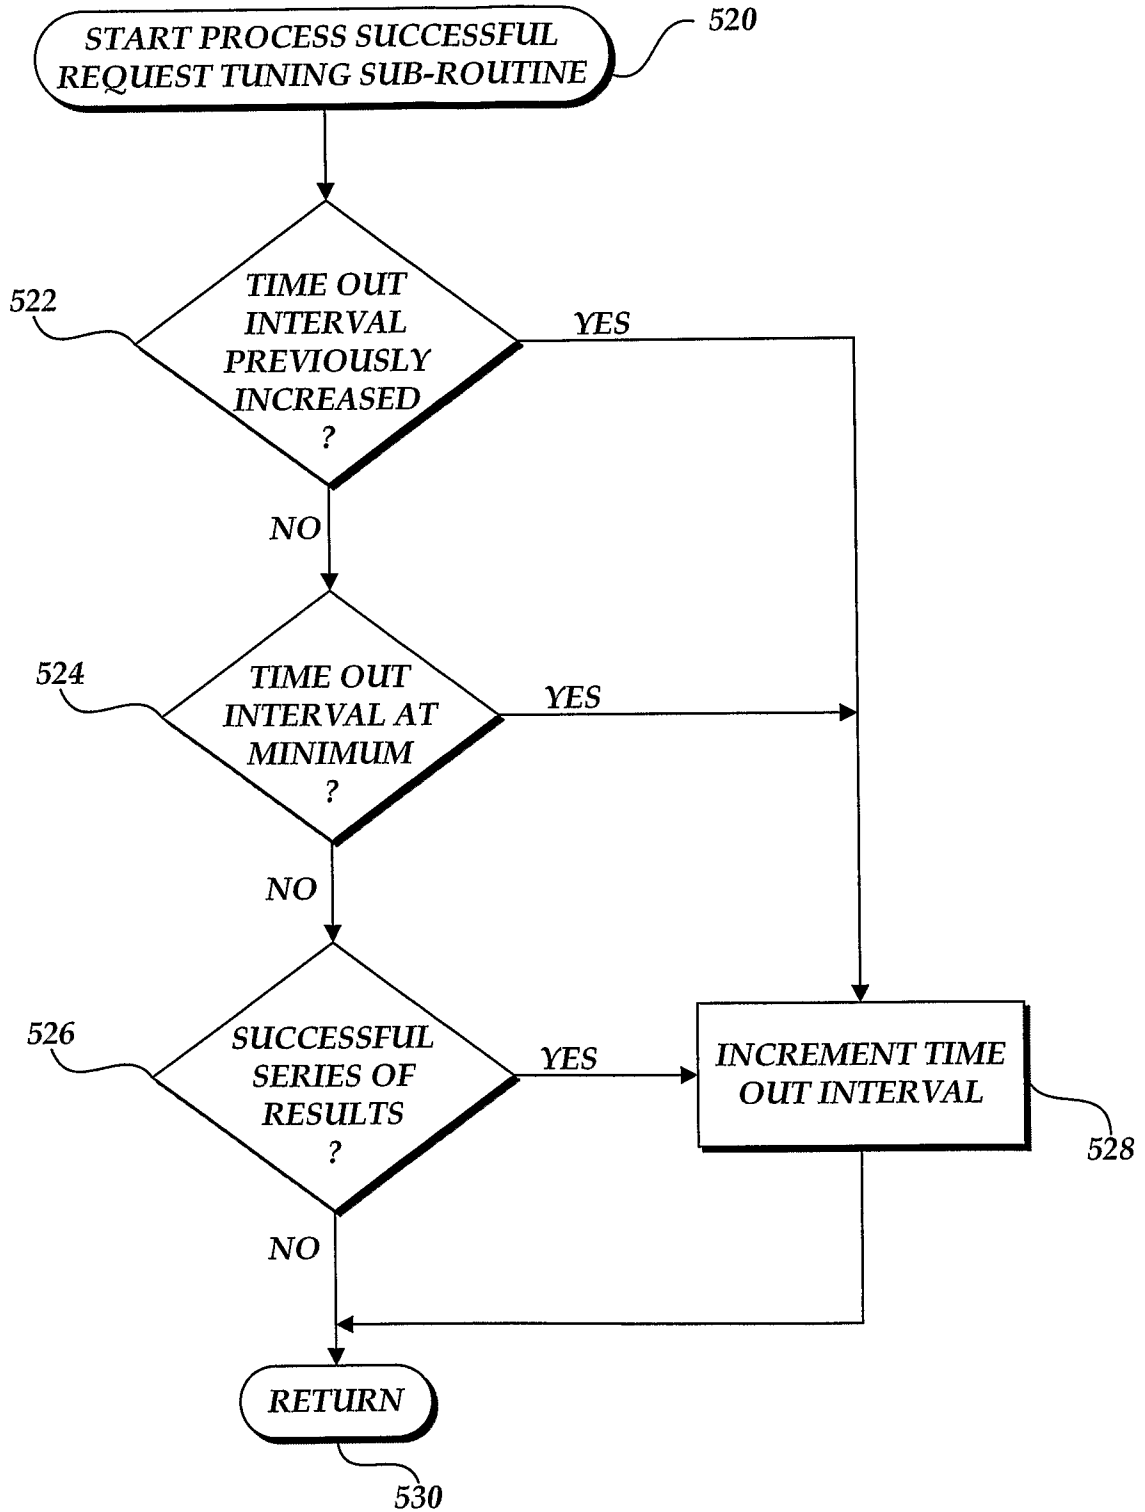 START PROCESS SUCCESSFUL
REQUEST TUNING SUB-ROUTINE
520
TIME OUT
INTERVAL
PREVIOUSLY
INCREASED
?
522
YES
NO
TIME OUT
INTERVAL AT
MINIMUM
?
524
YES
NO
SUCCESSFUL
SERIES OF
RESULTS
?
526
YES
INCREMENT TIME
OUT INTERVAL
528
NO
RETURN
530